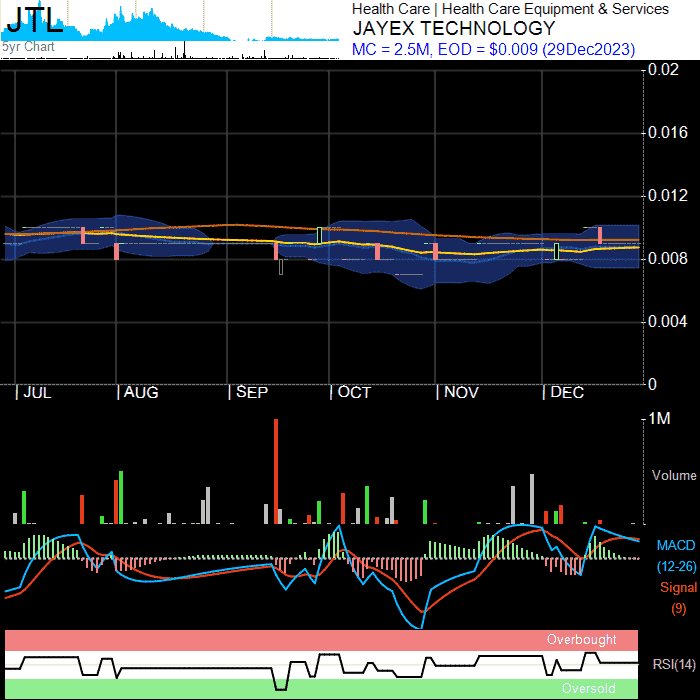 JTL
5yr Chart
Health Care | Health Care Equipment & Services
JAYEX TECHNOLOGY
MC = 2.5M, EOD = $0.009 (29Dec2023)
0.02
0.016
0.012
0.008
0.004
0
| JUL | AUG | SEP | OCT | NOV | DEC
1M
Volume
MACD
(12-26)
Signal
(9)
Overbought
RSI(14)
Oversold